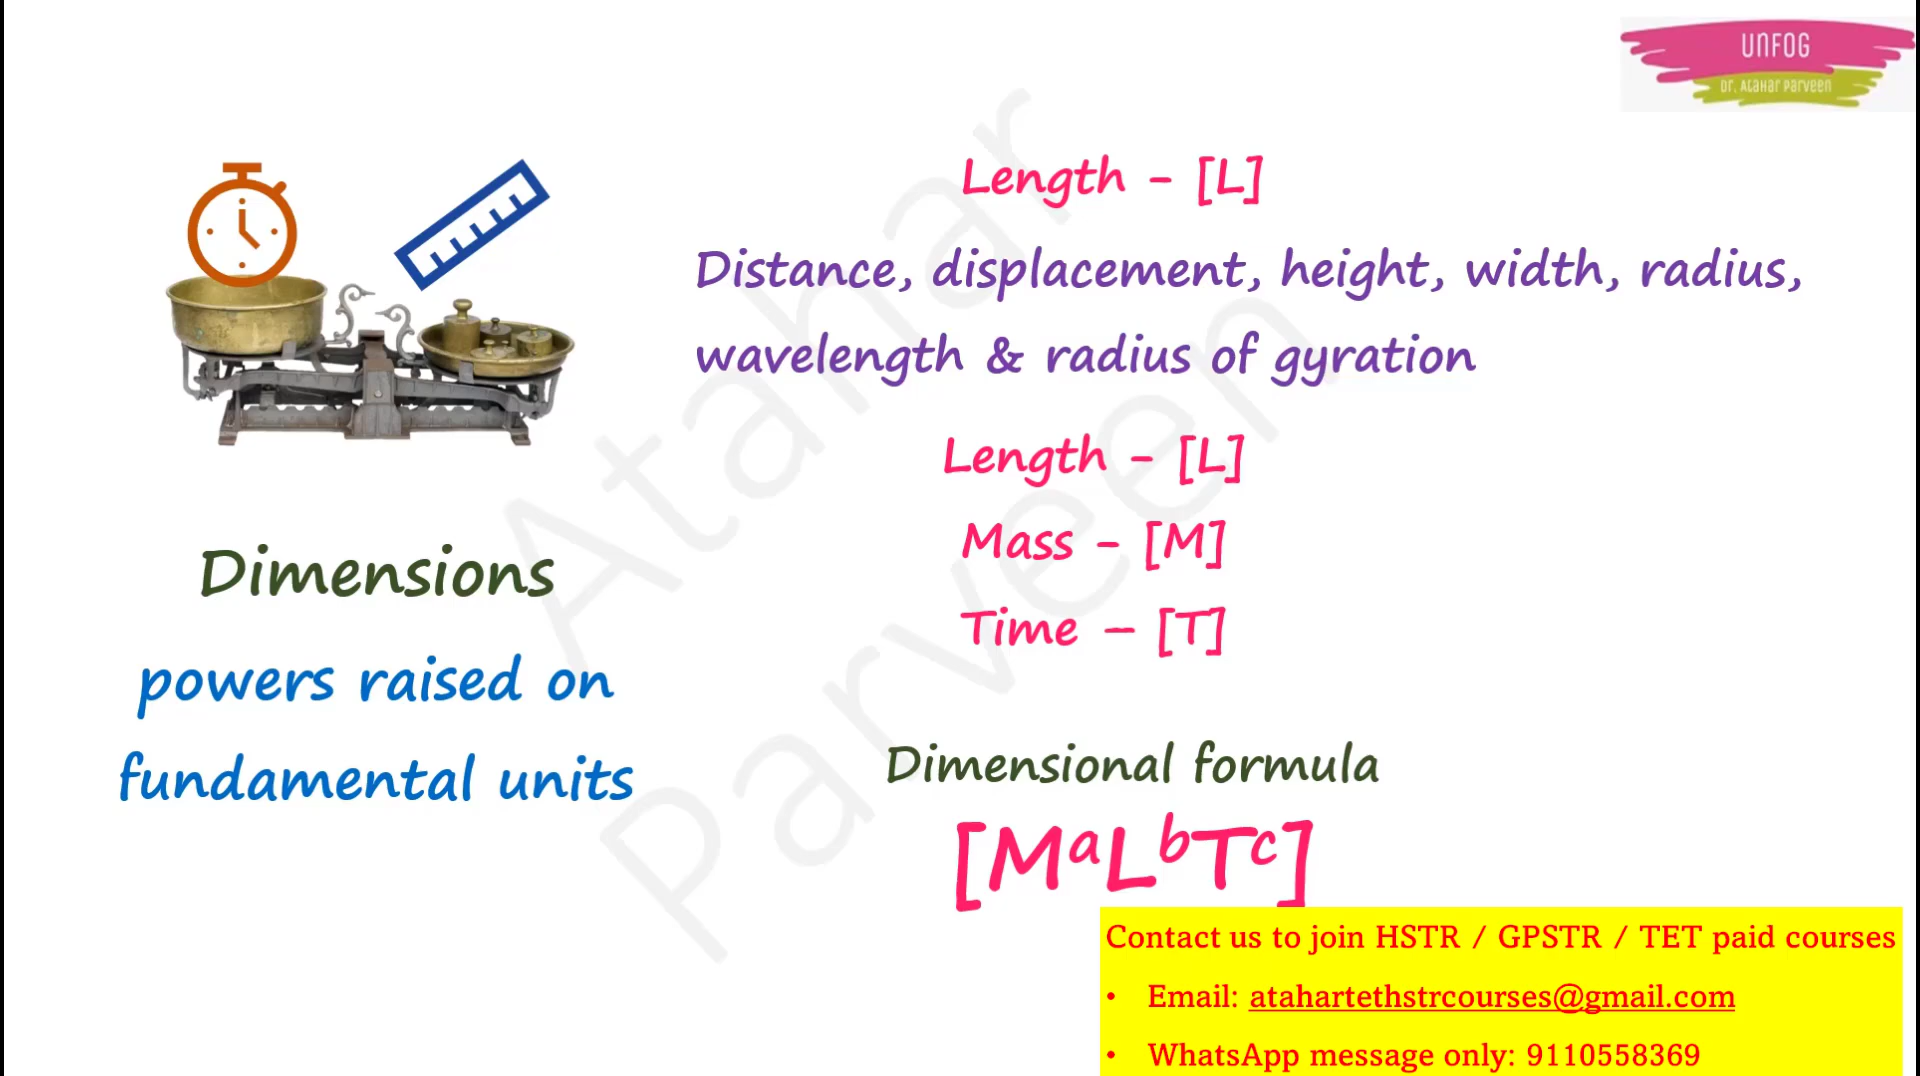 UNFOG
Dr. Atahar Parveen
Length - [L]
Distance, displacement, height, width, radius,
wavelength & radius of gyration
Length - [L]
Mass - [M]
Time – [T]
Dimensions
powers raised on
fundamental units
Dimensional formula
[MᵃLᵇTᶜ]
Atahar
Parveen
Contact us to join HSTR / GPSTR / TET paid courses
• Email: atahartethstrcourses@gmail.com
• WhatsApp message only: 9110558369